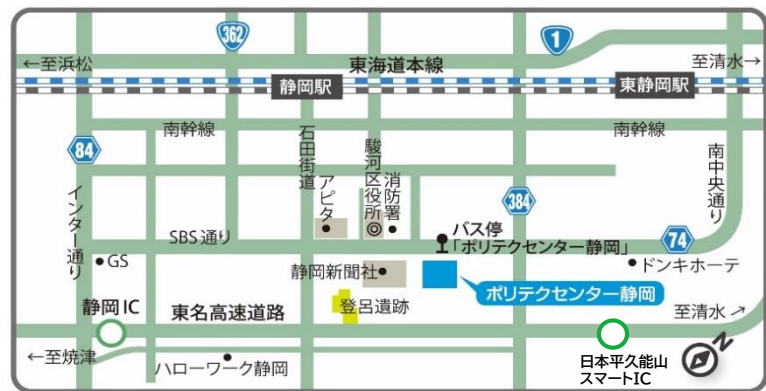 362
1
←至浜松
東海道本線
至清水→
静岡駅
東静岡駅
南幹線
南幹線
84
石田街道
駿河区役所
消防署
アピタ
南中央通り
インター通り
384
SBS通り
バス停
「ポリテクセンター静岡」
74
GS
静岡新聞社
ドンキホーテ
ポリテクセンター静岡
静岡IC
東名高速道路
登呂遺跡
至清水↗
←至焼津
ハローワーク静岡
日本平久能山
スマートIC
N